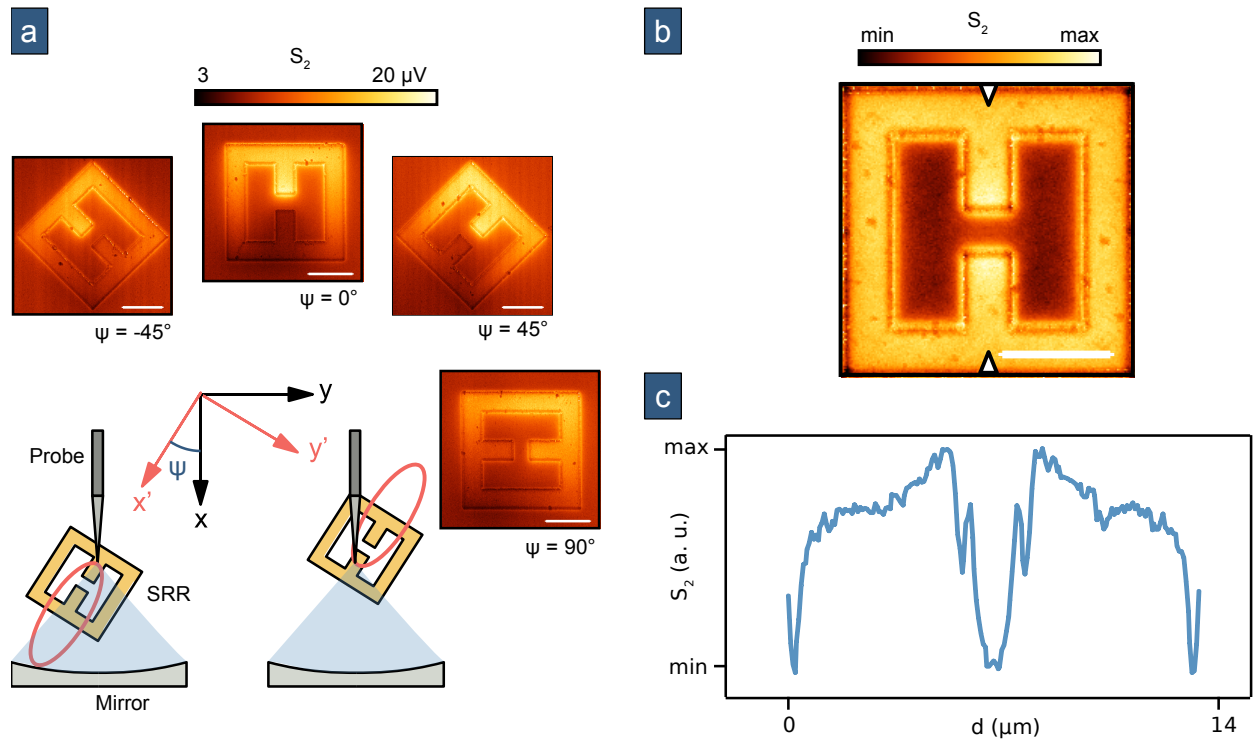 a
S₂
3 20 µV
ψ = 0°
ψ = -45°
ψ = 45°
y
y'
x'
ψ
x
Probe
SRR
Mirror
ψ = 90°
b
S₂
min max
c
max
min
S₂ (a. u.)
0 14
d (µm)